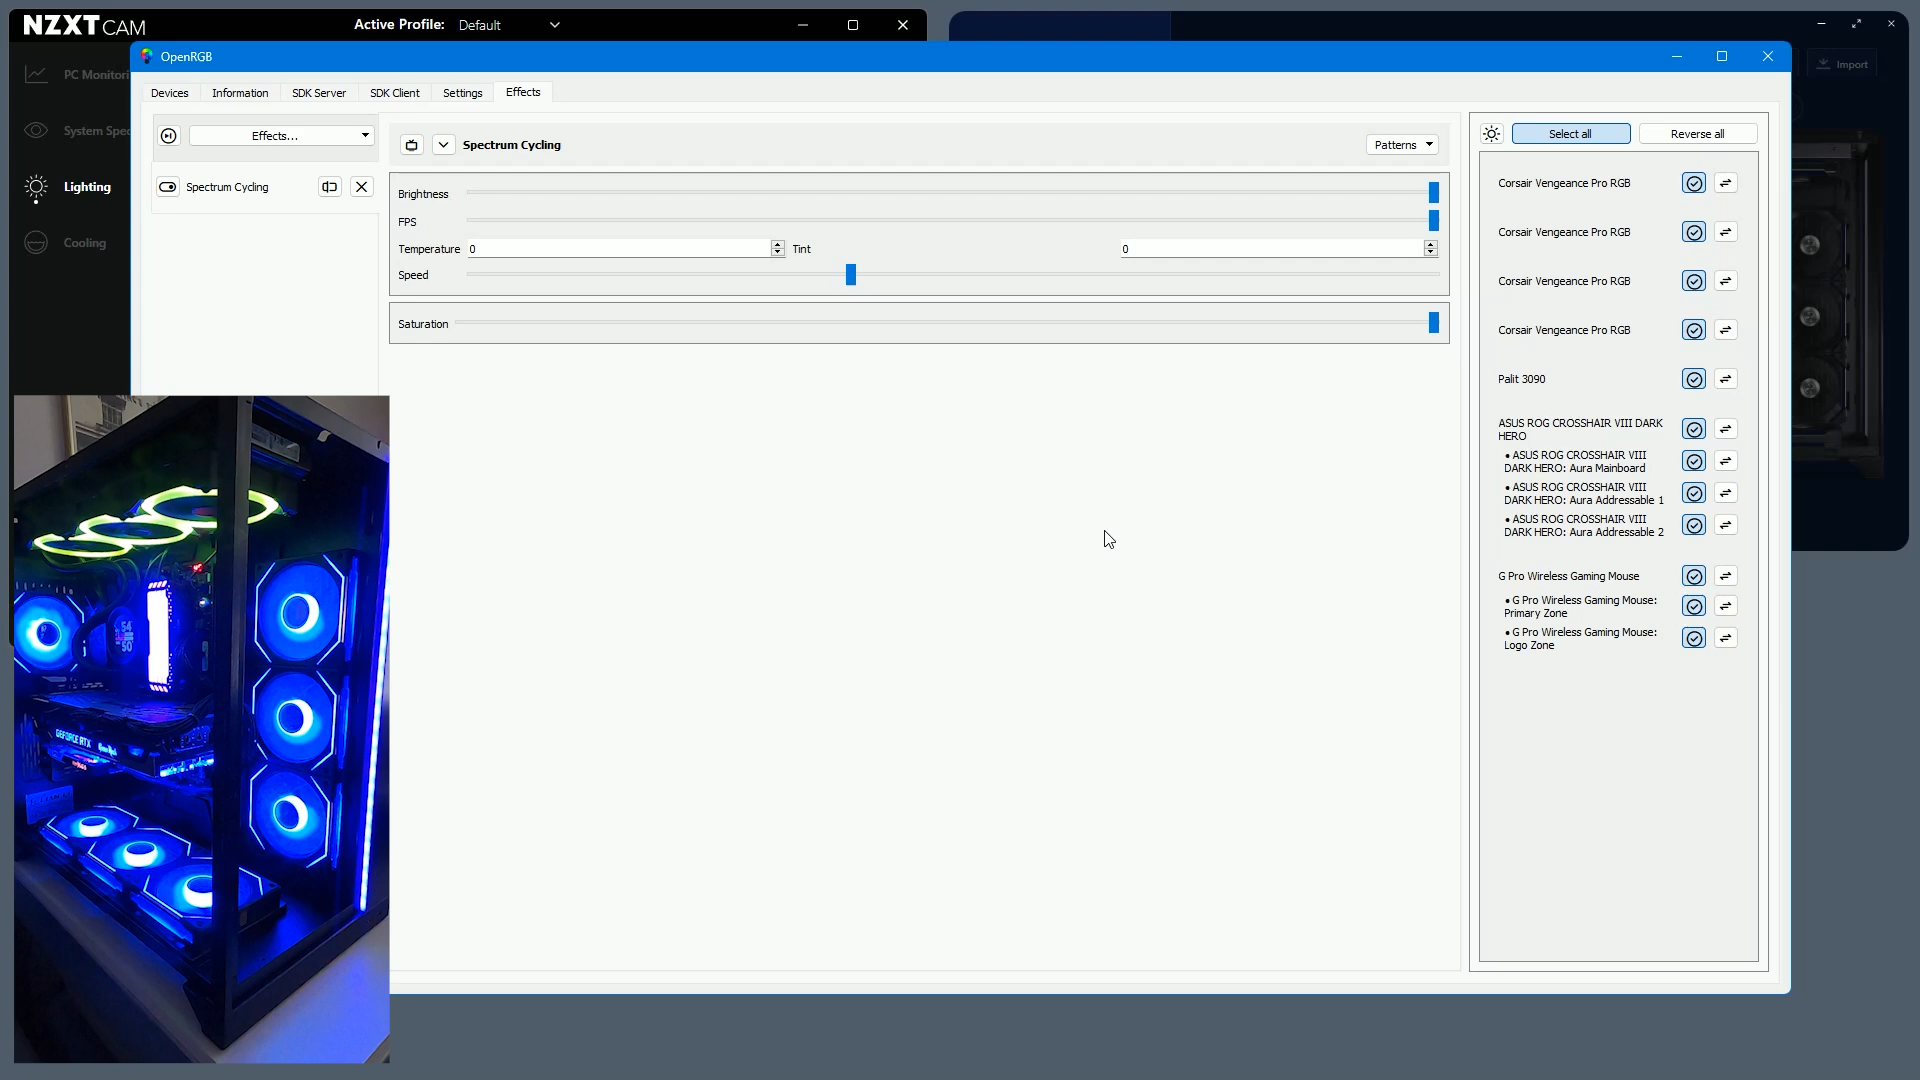 NZXT CAM
Active Profile: Default
PC Monitori
System Spec
Lighting
Cooling
Import
OpenRGB
Devices
Information
SDK Server
SDK Client
Settings
Effects
Effects...
Spectrum Cycling
Spectrum Cycling
Patterns
Brightness
FPS
Temperature 0
Tint 0
Speed
Saturation
Select all
Reverse all
Corsair Vengeance Pro RGB
Corsair Vengeance Pro RGB
Corsair Vengeance Pro RGB
Corsair Vengeance Pro RGB
Palit 3090
ASUS ROG CROSSHAIR VIII DARK
HERO
• ASUS ROG CROSSHAIR VIII
DARK HERO: Aura Mainboard
• ASUS ROG CROSSHAIR VIII
DARK HERO: Aura Addressable 1
• ASUS ROG CROSSHAIR VIII
DARK HERO: Aura Addressable 2
G Pro Wireless Gaming Mouse
• G Pro Wireless Gaming Mouse:
Primary Zone
• G Pro Wireless Gaming Mouse:
Logo Zone
54
50
GEFORCE RTX